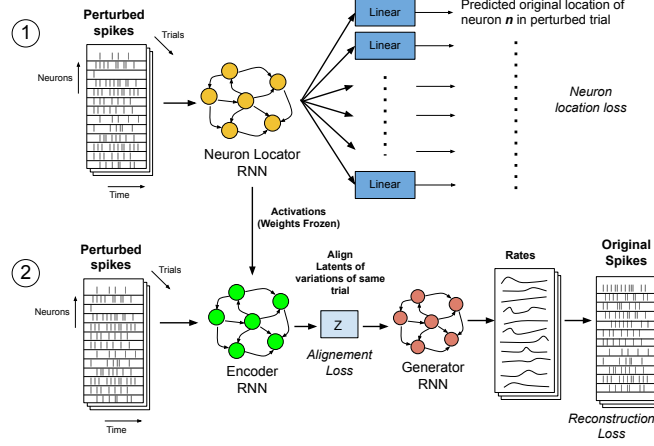 1
Perturbed
spikes
Trials
Neurons
Time
Neuron Locator
RNN
Linear
Linear
Linear
Predicted original location of
neuron n in perturbed trial
Neuron
location loss
Activations
(Weights Frozen)
2
Perturbed
spikes
Trials
Neurons
Time
Encoder
RNN
Align
Latents of
variations of same
trial
Z
Alignement
Loss
Generator
RNN
Rates
Original
Spikes
Reconstruction
Loss